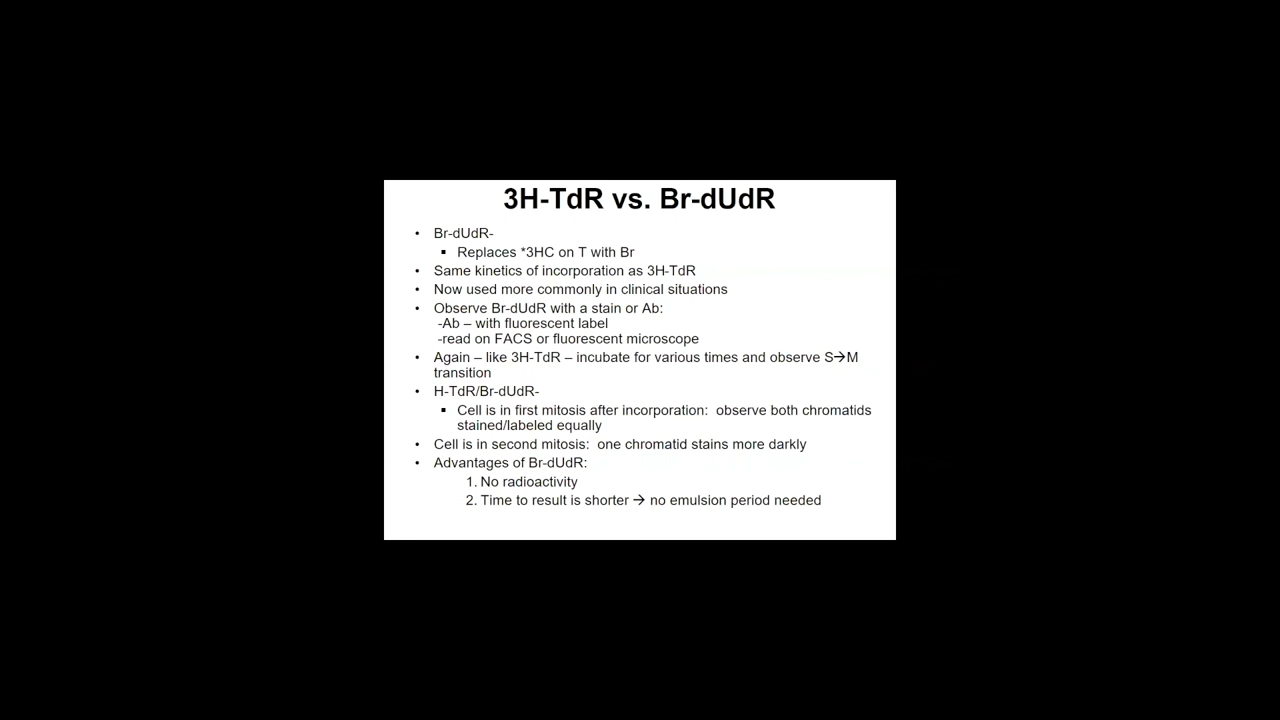 3H-TdR vs. Br-dUdR
• Br-dUdR-
▪ Replaces *3HC on T with Br
• Same kinetics of incorporation as 3H-TdR
• Now used more commonly in clinical situations
• Observe Br-dUdR with a stain or Ab:
-Ab – with fluorescent label
-read on FACS or fluorescent microscope
• Again – like 3H-TdR – incubate for various times and observe S→M
transition
• H-TdR/Br-dUdR-
▪ Cell is in first mitosis after incorporation: observe both chromatids
stained/labeled equally
• Cell is in second mitosis: one chromatid stains more darkly
• Advantages of Br-dUdR:
1. No radioactivity
2. Time to result is shorter → no emulsion period needed